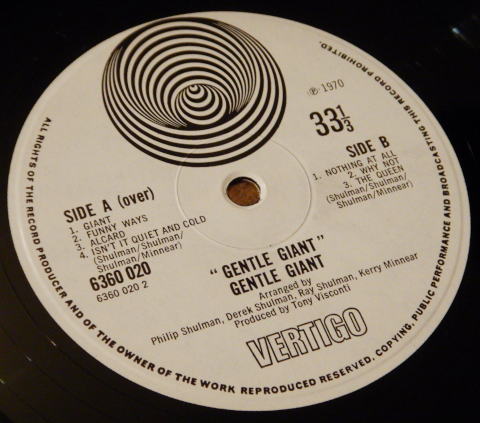 ℗ 1970
33⅓
SIDE A (over)
1. GIANT
2. FUNNY WAYS
3. ALCARD
4. ISN'T IT QUIET AND COLD
(Shulman/Shulman/
Shulman/Minnear)
6360 020
6360 020 2
SIDE B
1. NOTHING AT ALL
2. WHY NOT
3. THE QUEEN
(Shulman/Shulman/
Shulman/Minnear)
"GENTLE GIANT"
GENTLE GIANT
Arranged by
Philip Shulman, Derek Shulman, Ray Shulman, Kerry Minnear
Produced by Tony Visconti
VERTIGO
ALL RIGHTS OF THE RECORD PRODUCER AND OF THE OWNER OF THE WORK REPRODUCED RESERVED. COPYING, PUBLIC PERFORMANCE AND BROADCASTING THIS RECORD PROHIBITED.